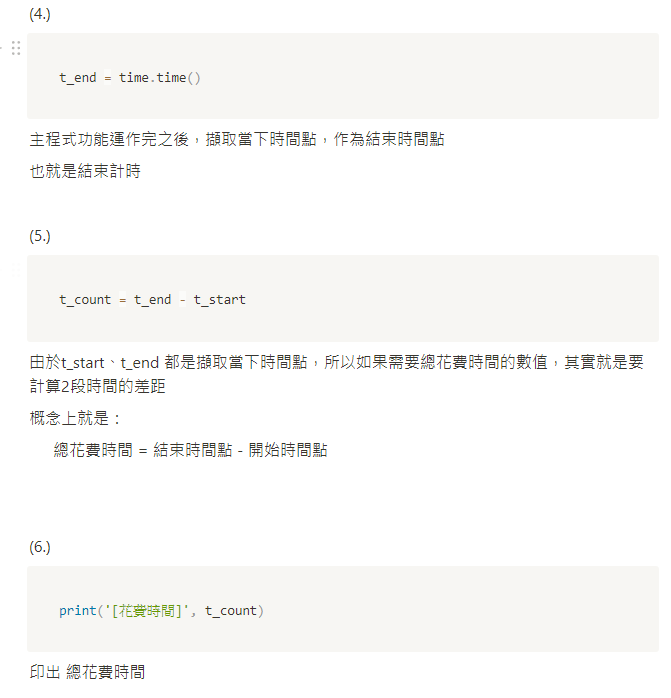 (4.)
t_end = time.time()
主程式功能運作完之後，擷取當下時間點，作為結束時間點
也就是結束計時
(5.)
t_count = t_end - t_start
由於t_start、t_end 都是擷取當下時間點，所以如果需要總花費時間的數值，其實就是要
計算2段時間的差距
概念上就是：
總花費時間 = 結束時間點 - 開始時間點
(6.)
print('[花費時間]', t_count)
印出 總花費時間